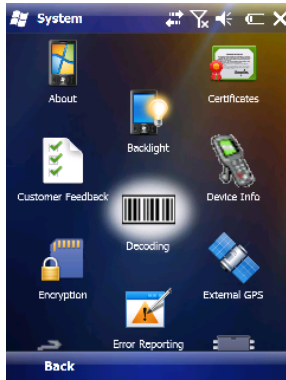 System
About
Certificates
Backlight
Customer Feedback
Device Info
Decoding
Encryption
External GPS
Error Reporting
Back